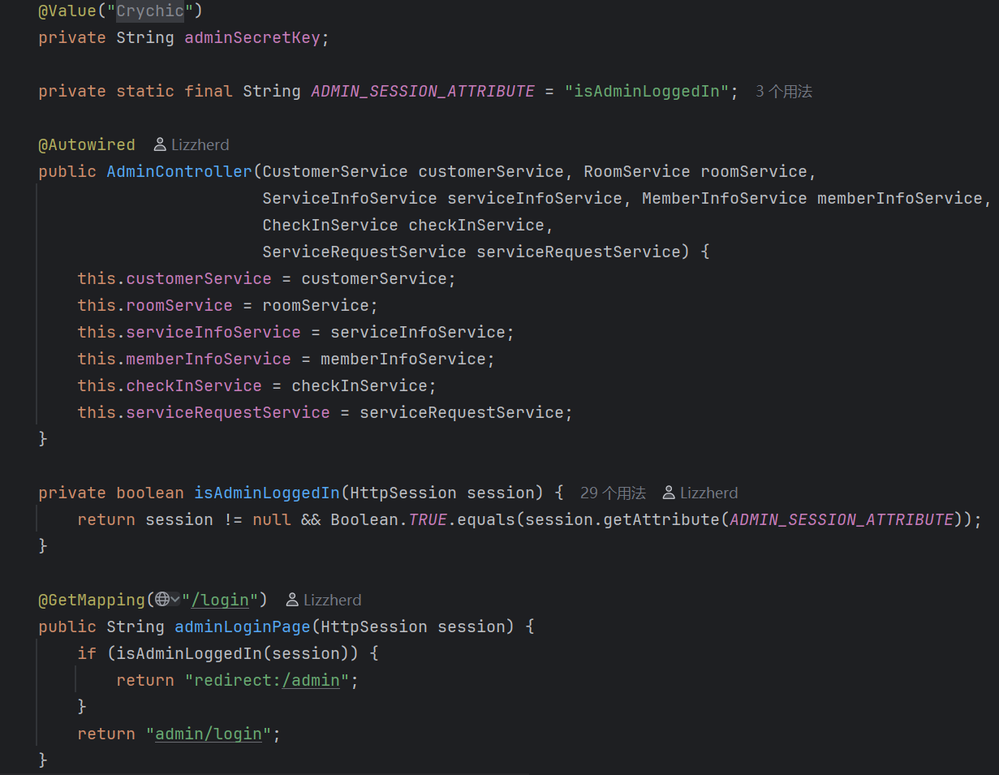 @Value("Crychic")
private String adminSecretKey;
private static final String ADMIN_SESSION_ATTRIBUTE = "isAdminLoggedIn"; 3 个用法
@Autowired Lizzherd
public AdminController(CustomerService customerService, RoomService roomService,
ServiceInfoService serviceInfoService, MemberInfoService memberInfoService,
CheckInService checkInService,
ServiceRequestService serviceRequestService) {
this.customerService = customerService;
this.roomService = roomService;
this.serviceInfoService = serviceInfoService;
this.memberInfoService = memberInfoService;
this.checkInService = checkInService;
this.serviceRequestService = serviceRequestService;
}
private boolean isAdminLoggedIn(HttpSession session) { 29 个用法 Lizzherd
return session != null && Boolean.TRUE.equals(session.getAttribute(ADMIN_SESSION_ATTRIBUTE));
}
@GetMapping("/login") Lizzherd
public String adminLoginPage(HttpSession session) {
if (isAdminLoggedIn(session)) {
return "redirect:/admin";
}
return "admin/login";
}